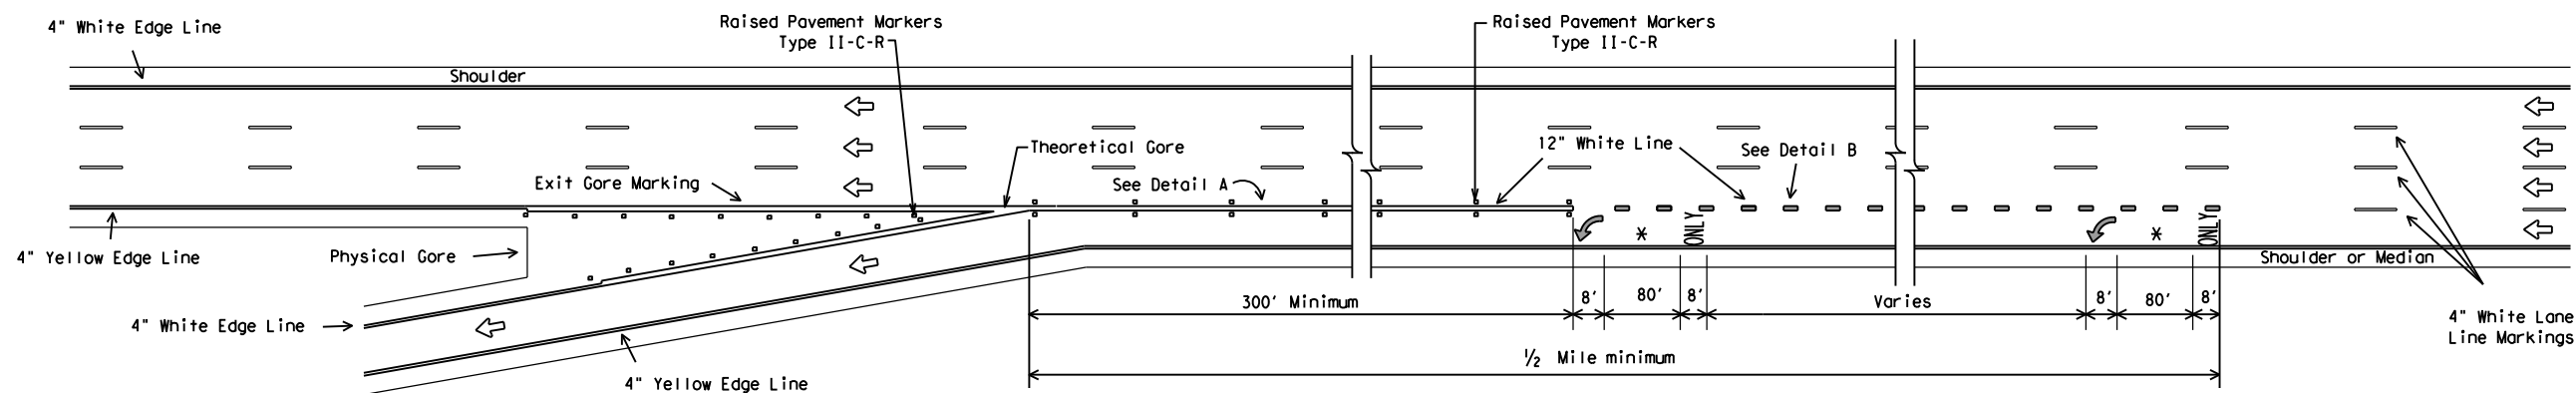 4" White Edge Line
Raised Pavement Markers
Type II-C-R
Raised Pavement Markers
Type II-C-R
Shoulder
Theoretical Gore
12" White Line
See Detail B
Exit Gore Marking
See Detail A
*
ONLY
*
ONLY
4" Yellow Edge Line
Physical Gore
Shoulder or Median
300' Minimum
8'
80'
8'
Varies
8'
80'
8'
4" White Edge Line
4" White Lane
Line Markings
½ Mile minimum
4" Yellow Edge Line